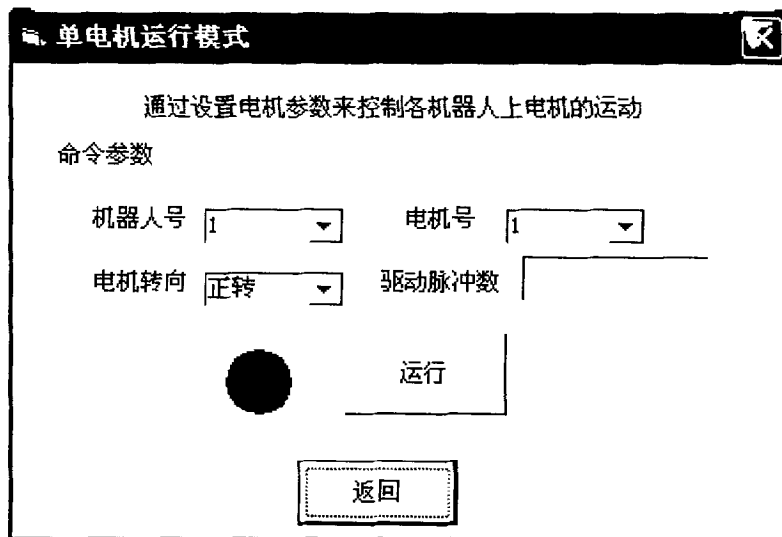 单电机运行模式
通过设置电机参数来控制各机器人上电机的运动
命令参数
机器人号 1 电机号 1
电机转向 正转 驱动脉冲数
运行
返回